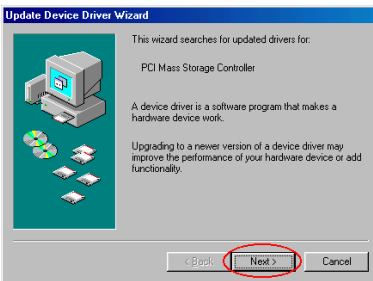 Update Device Driver Wizard
This wizard searches for updated drivers for:
PCI Mass Storage Controller
A device driver is a software program that makes a
hardware device work.
Upgrading to a newer version of a device driver may
improve the performance of your hardware device or add
functionality.
< Back
Next >
Cancel